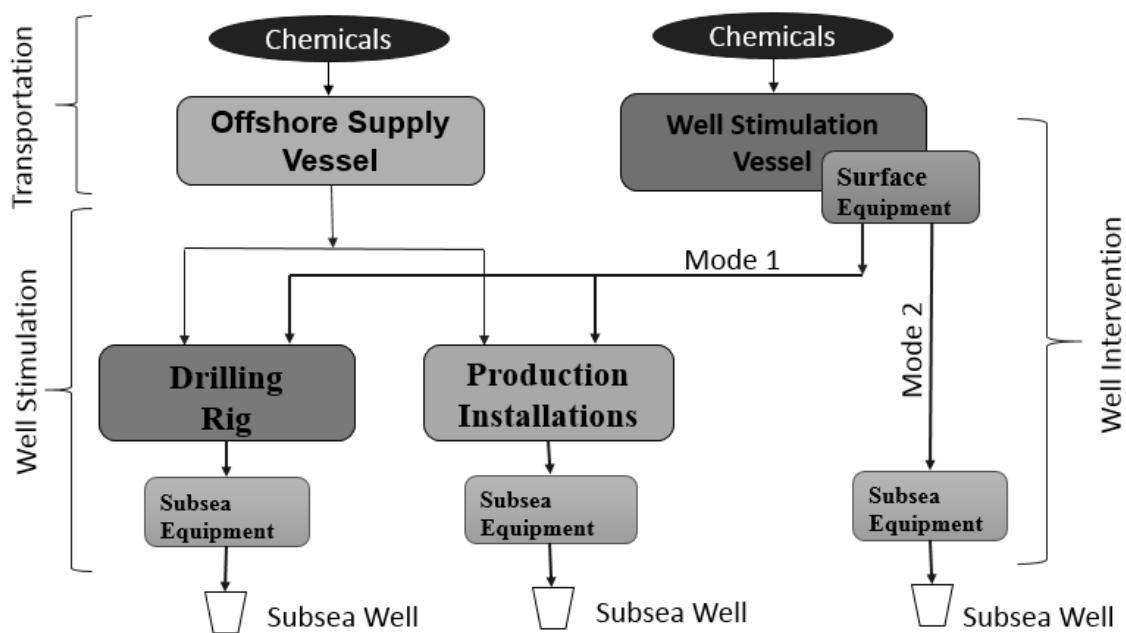 Chemicals
Chemicals
Transportation
Offshore Supply
Vessel
Well Stimulation
Vessel
Surface
Equipment
Mode 1
Mode 2
Well Stimulation
Well Intervention
Drilling
Rig
Production
Installations
Subsea
Equipment
Subsea
Equipment
Subsea
Equipment
Subsea Well
Subsea Well
Subsea Well